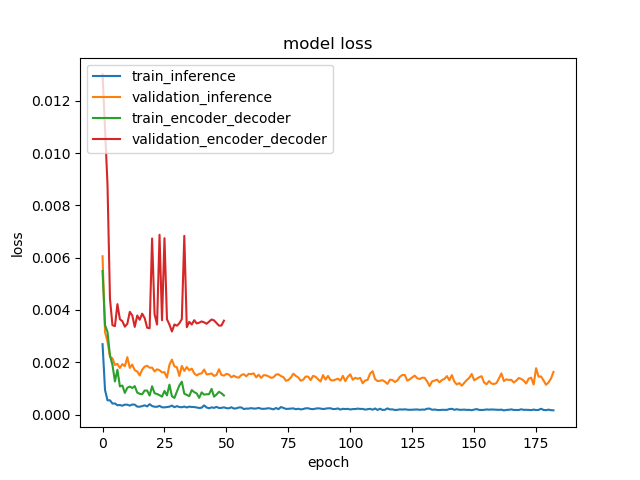 model loss
train_inference
validation_inference
train_encoder_decoder
validation_encoder_decoder
loss
0.012
0.010
0.008
0.006
0.004
0.002
0.000
0 25 50 75 100 125 150 175
epoch